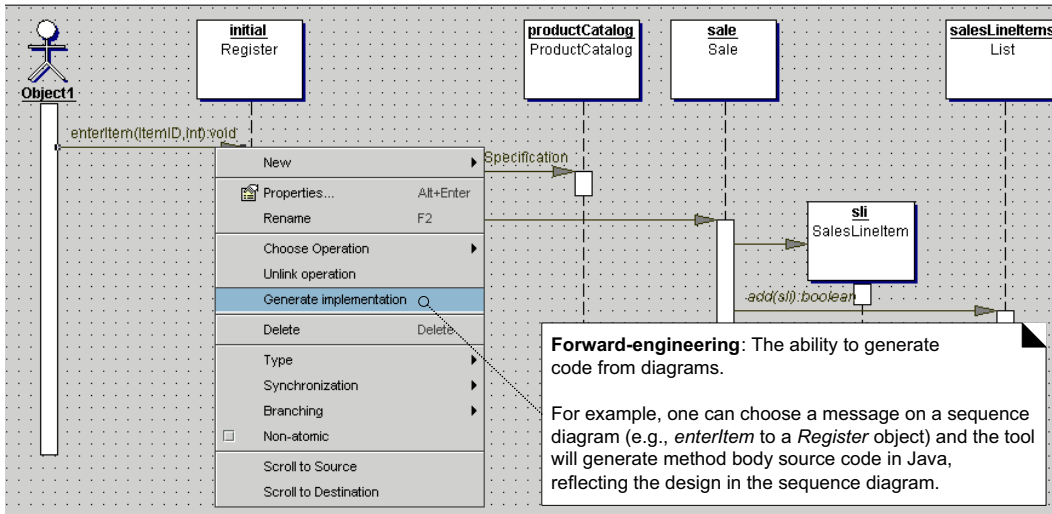 initial
Register
productCatalog
ProductCatalog
sale
Sale
salesLineItems
List
Object1
enterItem(ItemID,int):void
Specification
sli
SalesLineItem
add(sli):boolean
New
Properties... Alt+Enter
Rename F2
Choose Operation
Unlink operation
Generate implementation
Delete Delete
Type
Synchronization
Branching
Non-atomic
Scroll to Source
Scroll to Destination
Forward-engineering: The ability to generate
code from diagrams.
For example, one can choose a message on a sequence
diagram (e.g., enterItem to a Register object) and the tool
will generate method body source code in Java,
reflecting the design in the sequence diagram.